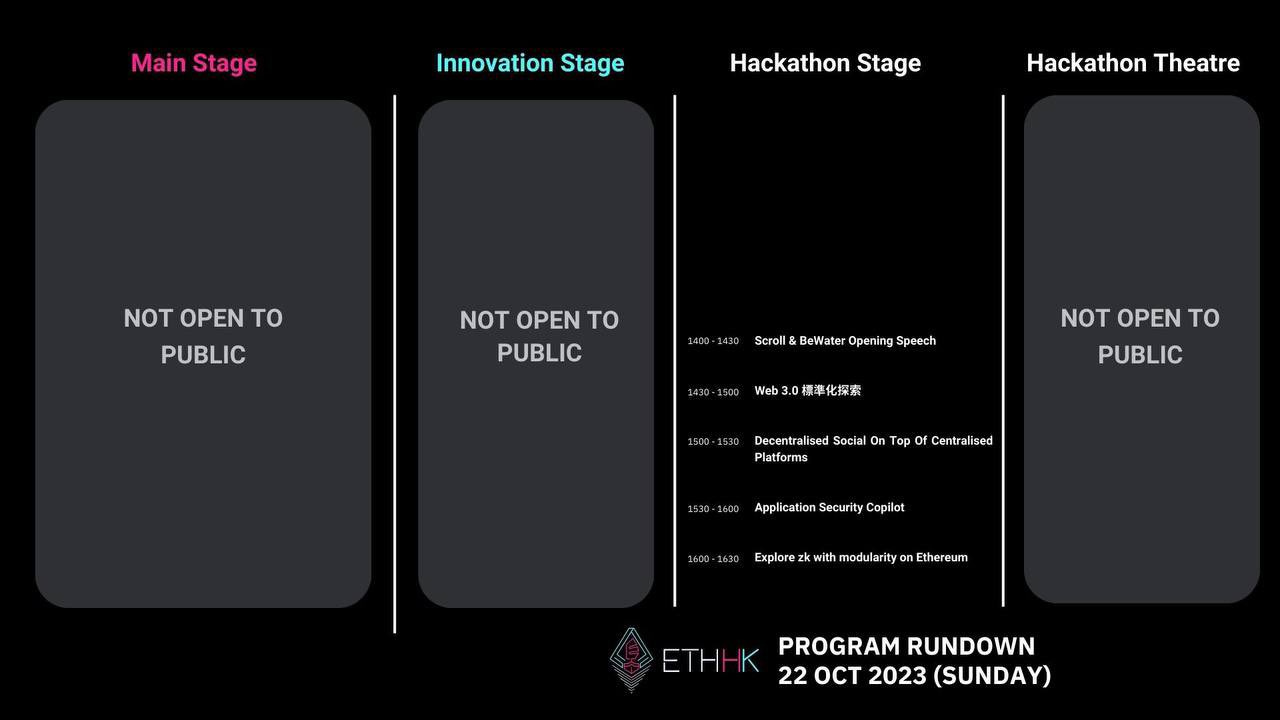 Main Stage
Innovation Stage
Hackathon Stage
Hackathon Theatre
NOT OPEN TO
PUBLIC
NOT OPEN TO
PUBLIC
1400 - 1430 Scroll & BeWater Opening Speech
1430 - 1500 Web 3.0 標準化探索
1500 - 1530 Decentralised Social On Top Of Centralised
Platforms
1530 - 1600 Application Security Copilot
1600 - 1630 Explore zk with modularity on Ethereum
NOT OPEN TO
PUBLIC
ETHHK
PROGRAM RUNDOWN
22 OCT 2023 (SUNDAY)